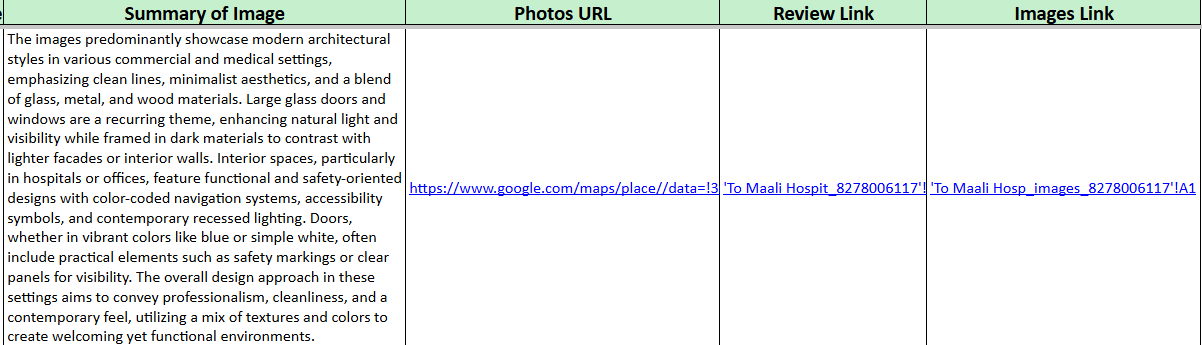 Summary of Image
Photos URL
Review Link
Images Link
The images predominantly showcase modern architectural
styles in various commercial and medical settings,
emphasizing clean lines, minimalist aesthetics, and a blend
of glass, metal, and wood materials. Large glass doors and
windows are a recurring theme, enhancing natural light and
visibility while framed in dark materials to contrast with
lighter facades or interior walls. Interior spaces, particularly
in hospitals or offices, feature functional and safety-oriented
designs with color-coded navigation systems, accessibility
symbols, and contemporary recessed lighting. Doors,
whether in vibrant colors like blue or simple white, often
include practical elements such as safety markings or clear
panels for visibility. The overall design approach in these
settings aims to convey professionalism, cleanliness, and a
contemporary feel, utilizing a mix of textures and colors to
create welcoming yet functional environments.
https://www.google.com/maps/place//data=!3
'To Maali Hospit_8278006117'!
'To Maali Hosp_images_8278006117'!A1